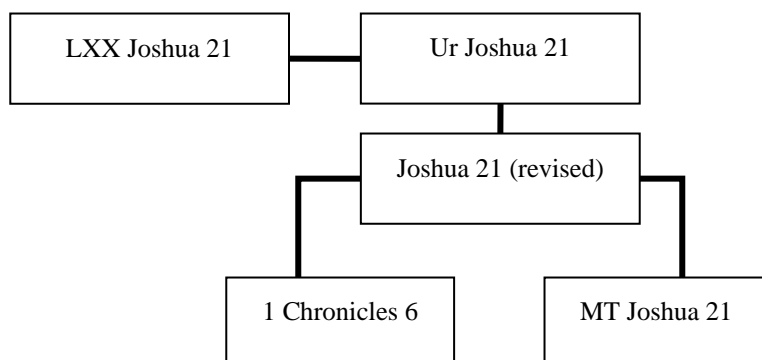 LXX Joshua 21
Ur Joshua 21
Joshua 21 (revised)
1 Chronicles 6
MT Joshua 21